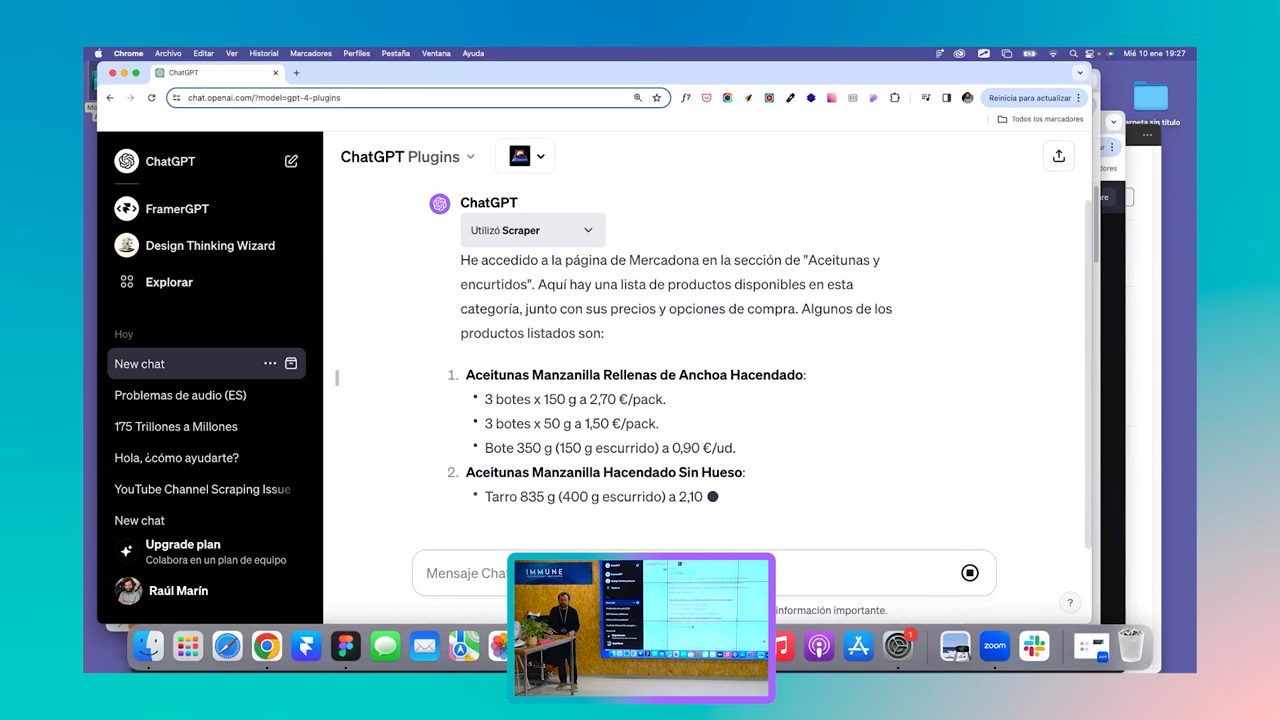 Chrome Archivo Editar Ver Historial Marcadores Perfiles Pestaña Ventana Ayuda
Mié 10 ene 19:27
ChatGPT
chat.openai.com/?model=gpt-4-plugins
Reinicia para actualizar
Todos los marcadores
ChatGPT
FramerGPT
Design Thinking Wizard
Explorar
Hoy
New chat
Problemas de audio (ES)
175 Trillones a Millones
Hola, ¿cómo ayudarte?
YouTube Channel Scraping Issue
New chat
Upgrade plan
Colabora en un plan de equipo
Raúl Marín
ChatGPT Plugins
ChatGPT
Utilizó Scraper
He accedido a la página de Mercadona en la sección de "Aceitunas y
encurtidos". Aquí hay una lista de productos disponibles en esta
categoría, junto con sus precios y opciones de compra. Algunos de los
productos listados son:
1. Aceitunas Manzanilla Rellenas de Anchoa Hacendado:
• 3 botes x 150 g a 2,70 €/pack.
• 3 botes x 50 g a 1,50 €/pack.
• Bote 350 g (150 escurrido) a 0,90 €/ud.
2. Aceitunas Manzanilla Hacendado Sin Hueso:
• Tarro 835 g (400 g escurrido) a 2,10
Mensaje Cha
información importante.
?
arpeta sin título
IMMUNE
zoom
1